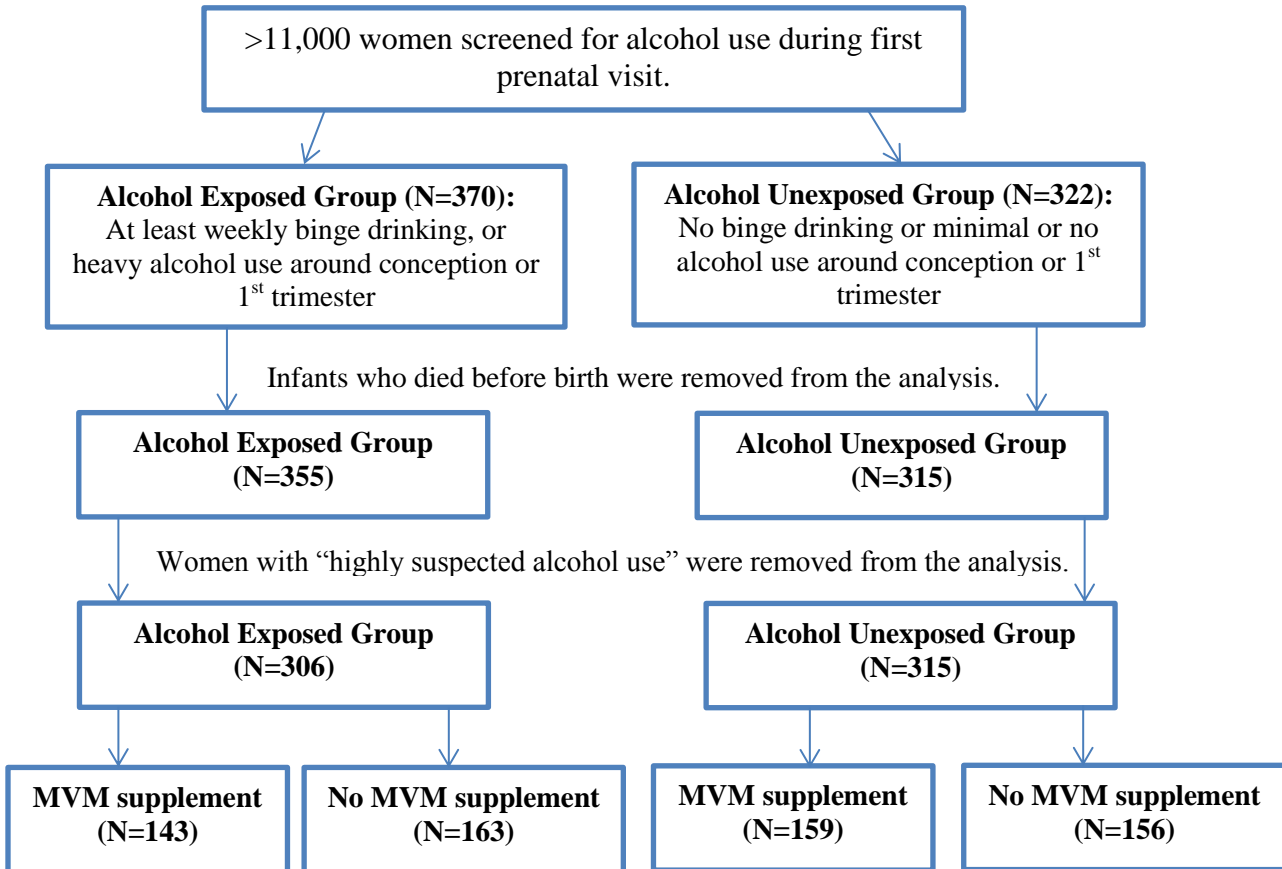 >11,000 women screened for alcohol use during first
prenatal visit.
Alcohol Exposed Group (N=370):
At least weekly binge drinking, or
heavy alcohol use around conception or
1st trimester
Alcohol Unexposed Group (N=322):
No binge drinking or minimal or no
alcohol use around conception or 1st
trimester
Infants who died before birth were removed from the analysis.
Alcohol Exposed Group
(N=355)
Alcohol Unexposed Group
(N=315)
Women with “highly suspected alcohol use” were removed from the analysis.
Alcohol Exposed Group
(N=306)
Alcohol Unexposed Group
(N=315)
MVM supplement
(N=143)
No MVM supplement
(N=163)
MVM supplement
(N=159)
No MVM supplement
(N=156)